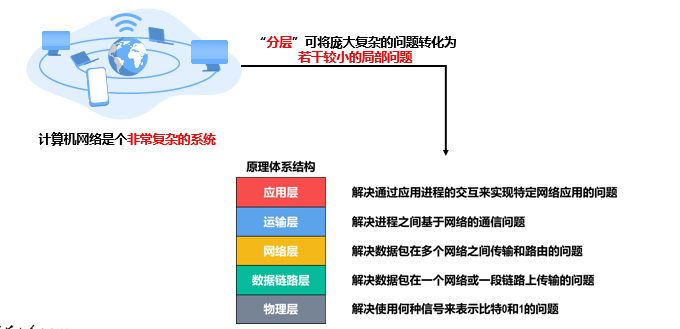 “分层”可将庞大复杂的问题转化为
若干较小的局部问题
计算机网络是个非常复杂的系统
原理体系结构
应用层 解决通过应用进程的交互来实现特定网络应用的问题
运输层 解决进程之间基于网络的通信问题
网络层 解决数据包在多个网络之间传输和路由的问题
数据链路层 解决数据包在一个网络或一段链路上传输的问题
物理层 解决使用何种信号来表示比特0和1的问题